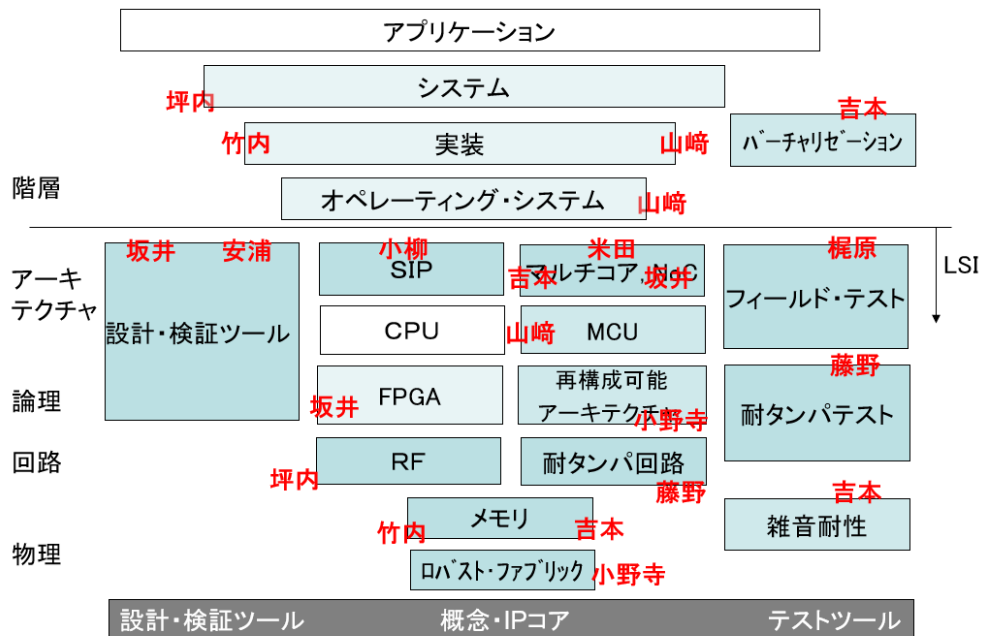 アプリケーション
システム
坪内
吉本
竹内
実装
山﨑
バーチャリゼーション
階層
オペレーティング・システム
山﨑
坂井
安浦
小柳
米田
梶原
アーキ
テクチャ
SIP
吉本
マルチコア, NoC
坂井
フィールド・テスト
LSI
設計・検証ツール
CPU
山﨑
MCU
藤野
論理
坂井
FPGA
再構成可能
アーキテクチャ
小野寺
耐タンパテスト
回路
RF
耐タンパ回路
坪内
藤野
吉本
竹内
メモリ
吉本
雑音耐性
物理
ロバスト・ファブリック
小野寺
設計・検証ツール
概念・IPコア
テストツール